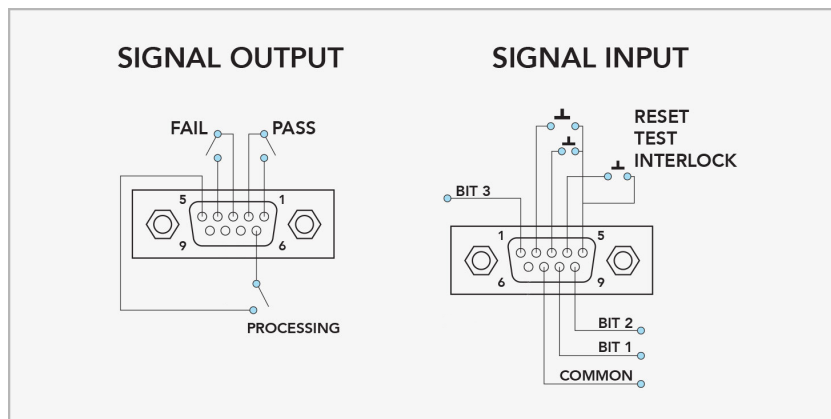 SIGNAL OUTPUT
FAIL
PASS
5
1
9
6
PROCESSING
SIGNAL INPUT
RESET
TEST
INTERLOCK
BIT 3
1
5
6
9
BIT 2
BIT 1
COMMON